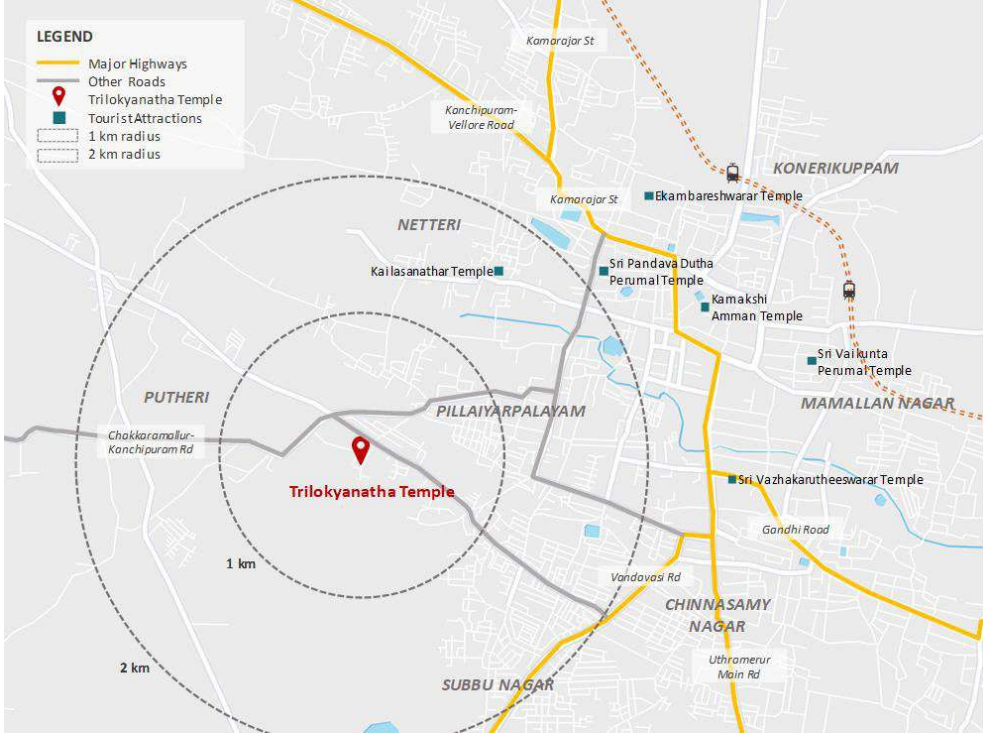 LEGEND
Major Highways
Other Roads
Trilokyanatha Temple
Tourist Attractions
1 km radius
2 km radius
Kamarajar St
Kanchipuram-
Vellore Road
KONERIKUPPAM
Kamarajar St
Ekambareshwarar Temple
NETTERI
Kailasanathar Temple
Sri Pandava Dutha
Perumal Temple
Kamakshi
Amman Temple
Sri Vaikunta
Perumal Temple
PUTHERI
PILLAIYARPALAYAM
MAMALLAN NAGAR
Chakkaramallur-
Kanchipuram Rd
Trilokyanatha Temple
Sri Vazhakarutheeswarar Temple
Gandhi Road
1 km
Vandavasi Rd
CHINNASAMY
NAGAR
2 km
SUBBU NAGAR
Uthramerur
Main Rd